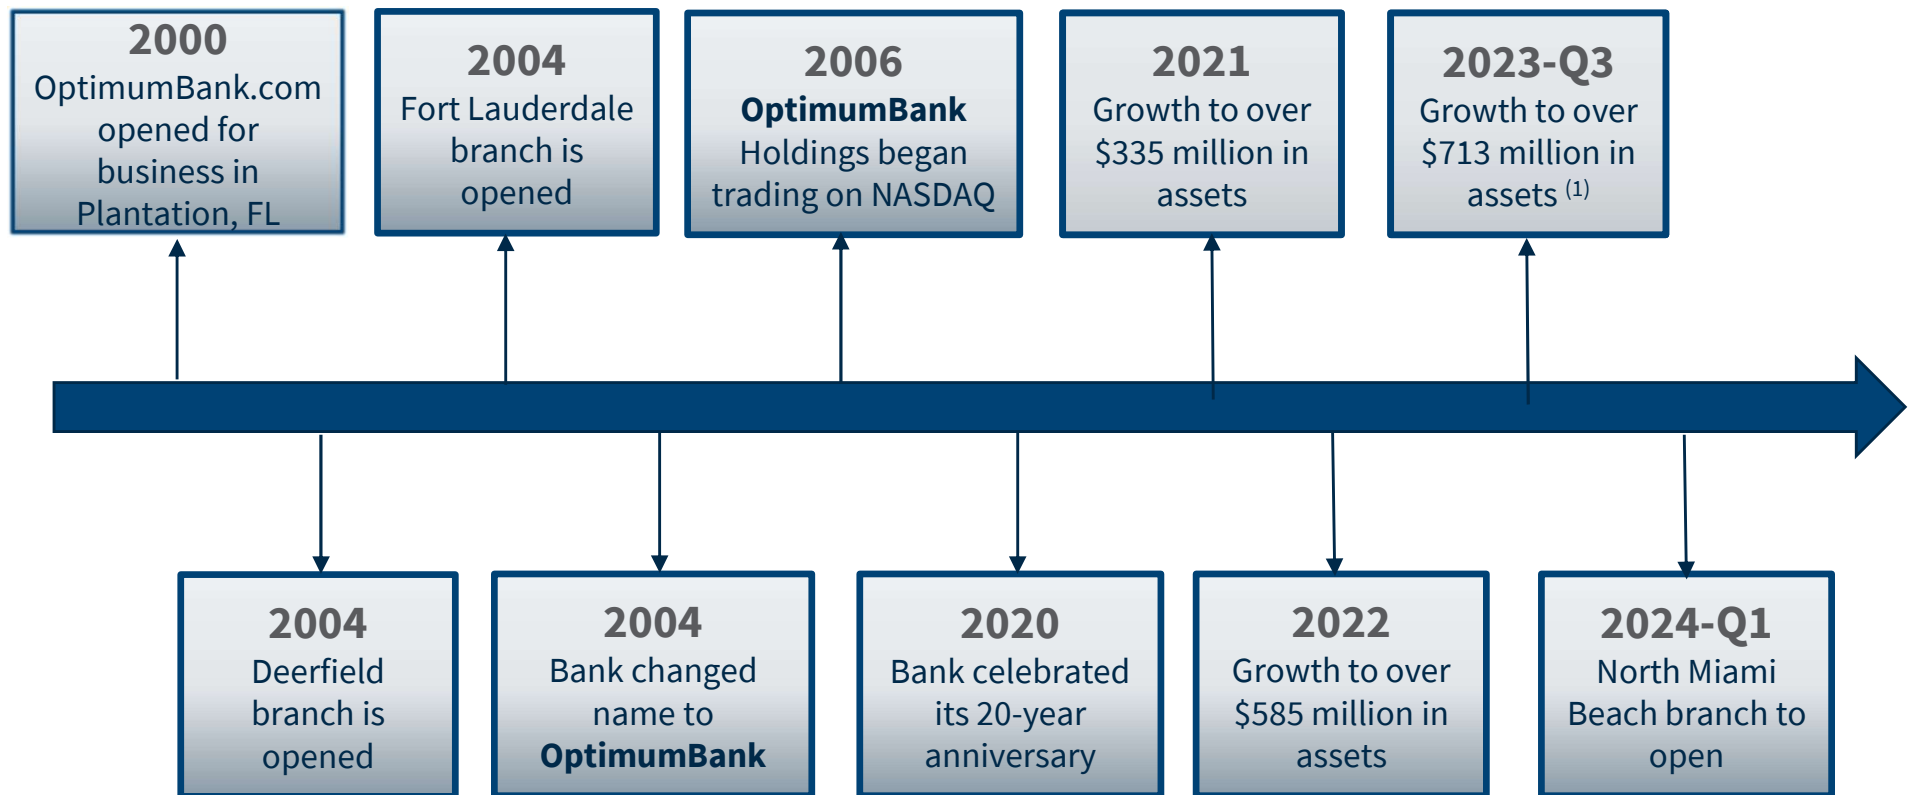 2000
OptimumBank.com
opened for
business in
Plantation, FL
2004
Fort Lauderdale
branch is
opened
2006
OptimumBank
Holdings began
trading on NASDAQ
2021
Growth to over
$335 million in
assets
2023-Q3
Growth to over
$713 million in
assets (1)
2004
Deerfield
branch is
opened
2004
Bank changed
name to
OptimumBank
2020
Bank celebrated
its 20-year
anniversary
2022
Growth to over
$585 million in
assets
2024-Q1
North Miami
Beach branch to
open